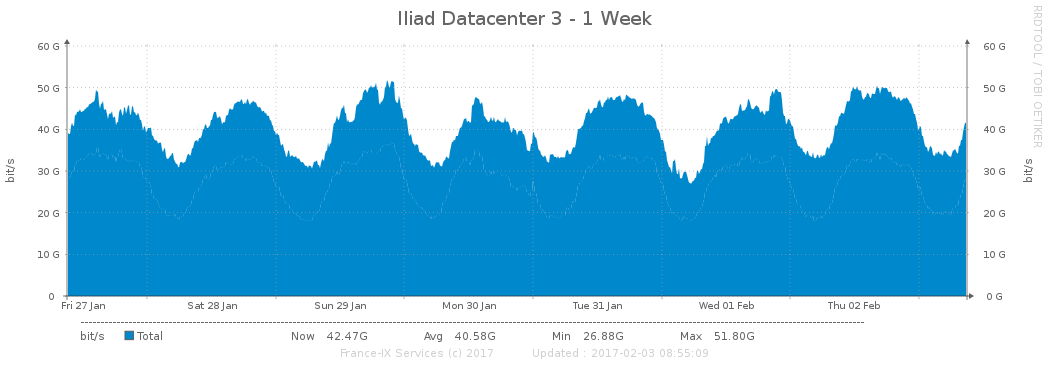 Iliad Datacenter 3 - 1 Week
RRDTOOL / TOBI OETIKER
60 G 60 G
50 G 50 G
40 G 40 G
30 G 30 G
20 G 20 G
10 G 10 G
0 0 G
bit/s bit/s
Fri 27 Jan Sat 28 Jan Sun 29 Jan Mon 30 Jan Tue 31 Jan Wed 01 Feb Thu 02 Feb
bit/s Total Now 42.47G Avg 40.58G Min 26.88G Max 51.80G
France-IX Services (c) 2017 Updated : 2017-02-03 08:55:09